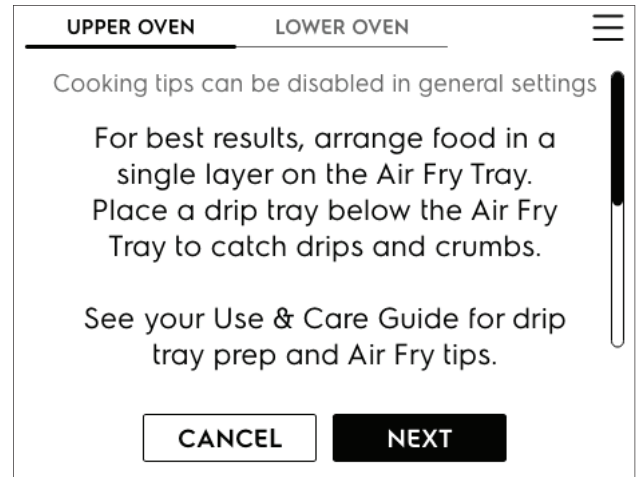 UPPER OVEN LOWER OVEN
Cooking tips can be disabled in general settings
For best results, arrange food in a
single layer on the Air Fry Tray.
Place a drip tray below the Air Fry
Tray to catch drips and crumbs.
See your Use & Care Guide for drip
tray prep and Air Fry tips.
CANCEL NEXT